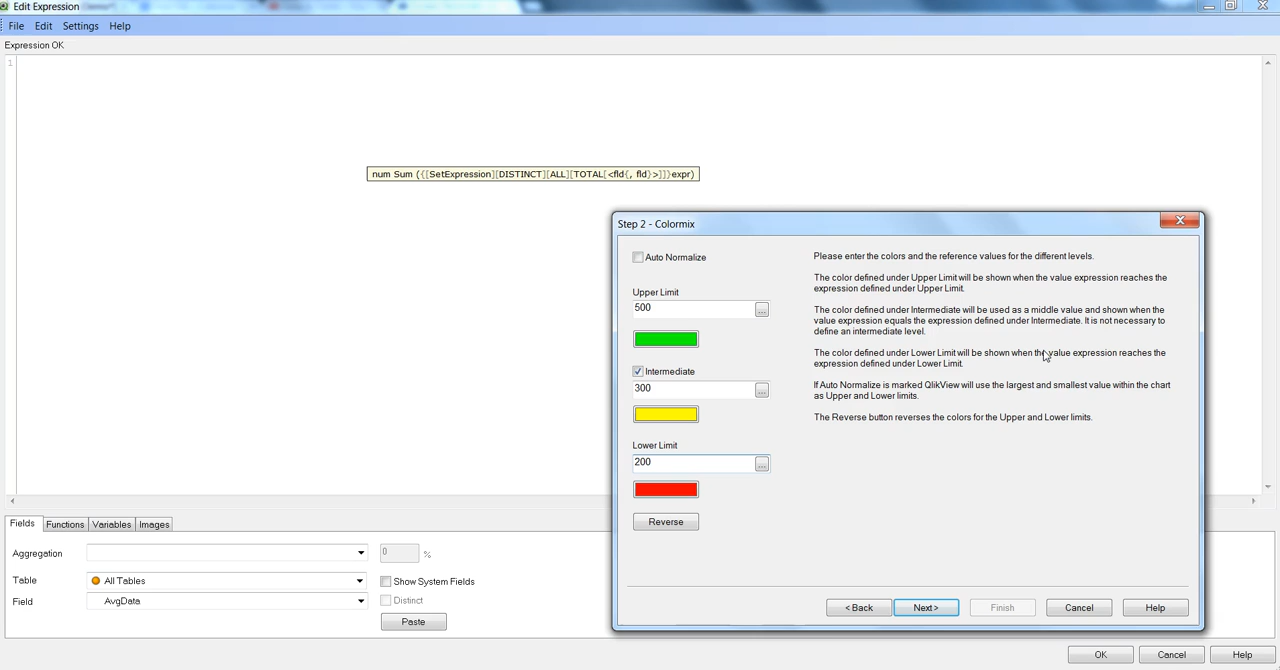 Edit Expression
File Edit Settings Help
Expression OK
1
num Sum ({[SetExpression][DISTINCT][ALL][TOTAL[<fld{, fld}>]]}expr)
Step 2 - Colormix
Auto Normalize
Upper Limit
500
...
Intermediate
300
...
Lower Limit
200
...
Reverse
Please enter the colors and the reference values for the different levels.
The color defined under Upper Limit will be shown when the value expression reaches the
expression defined under Upper Limit.
The color defined under Intermediate will be used as a middle value and shown when the
value expression equals the expression defined under Intermediate. It is not necessary to
define an intermediate level.
The color defined under Lower Limit will be shown when the value expression reaches the
expression defined under Lower Limit.
If Auto Normalize is marked QlikView will use the largest and smallest value within the chart
as Upper and Lower limits.
The Reverse button reverses the colors for the Upper and Lower limits.
< Back Next > Finish Cancel Help
Fields Functions Variables Images
Aggregation 0 %
Table All Tables Show System Fields
Field AvgData Distinct
Paste
OK Cancel Help